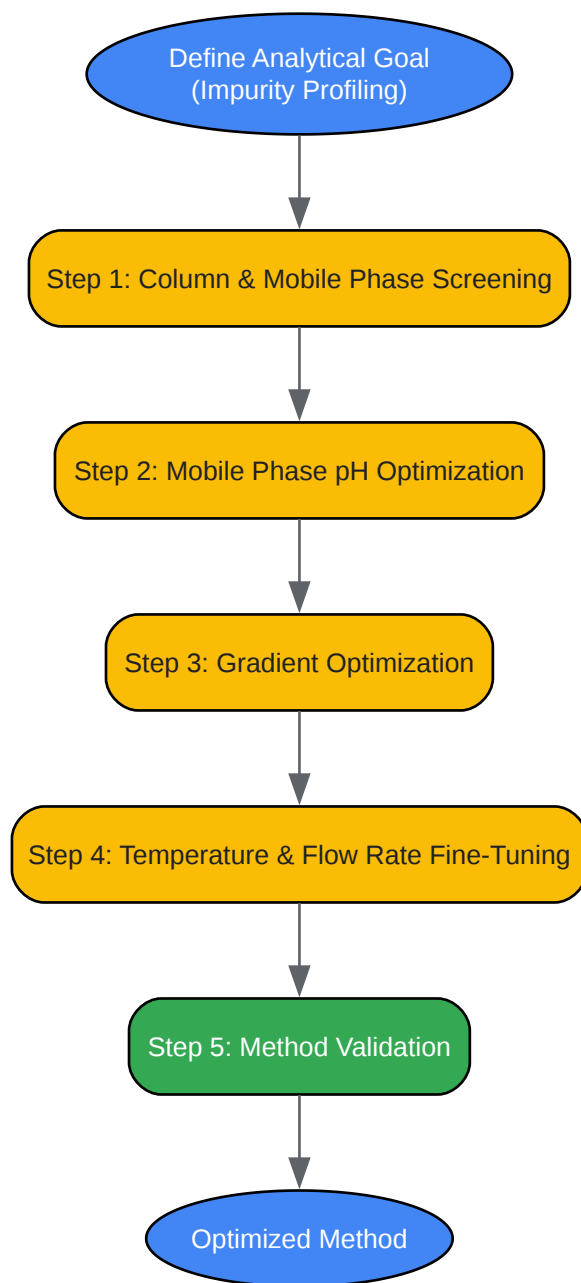 Define Analytical Goal
(Impurity Profiling)
Step 1: Column & Mobile Phase Screening
Step 2: Mobile Phase pH Optimization
Step 3: Gradient Optimization
Step 4: Temperature & Flow Rate Fine-Tuning
Step 5: Method Validation
Optimized Method